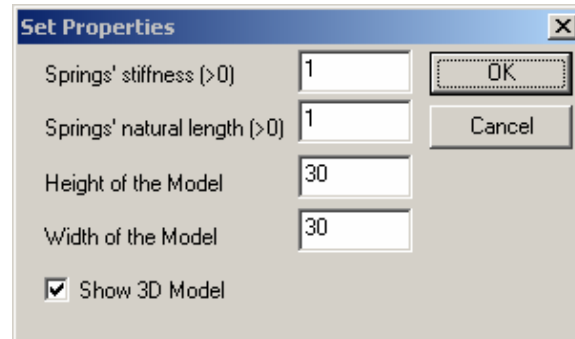 Set Properties
Springs' stiffness (>0) 1 OK
Springs' natural length (>0) 1 Cancel
Height of the Model 30
Width of the Model 30
Show 3D Model